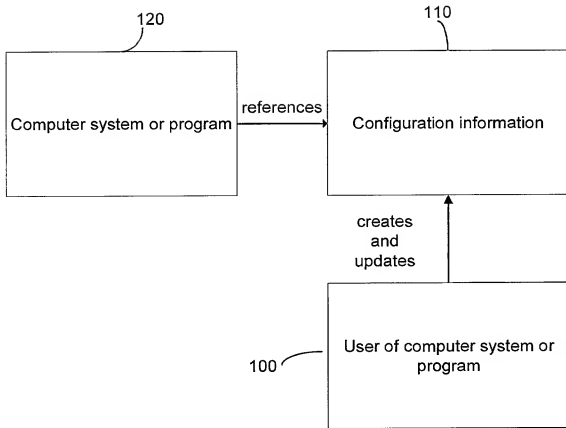 120
110
Computer system or program
references
Configuration information
creates
and
updates
100
User of computer system or
program